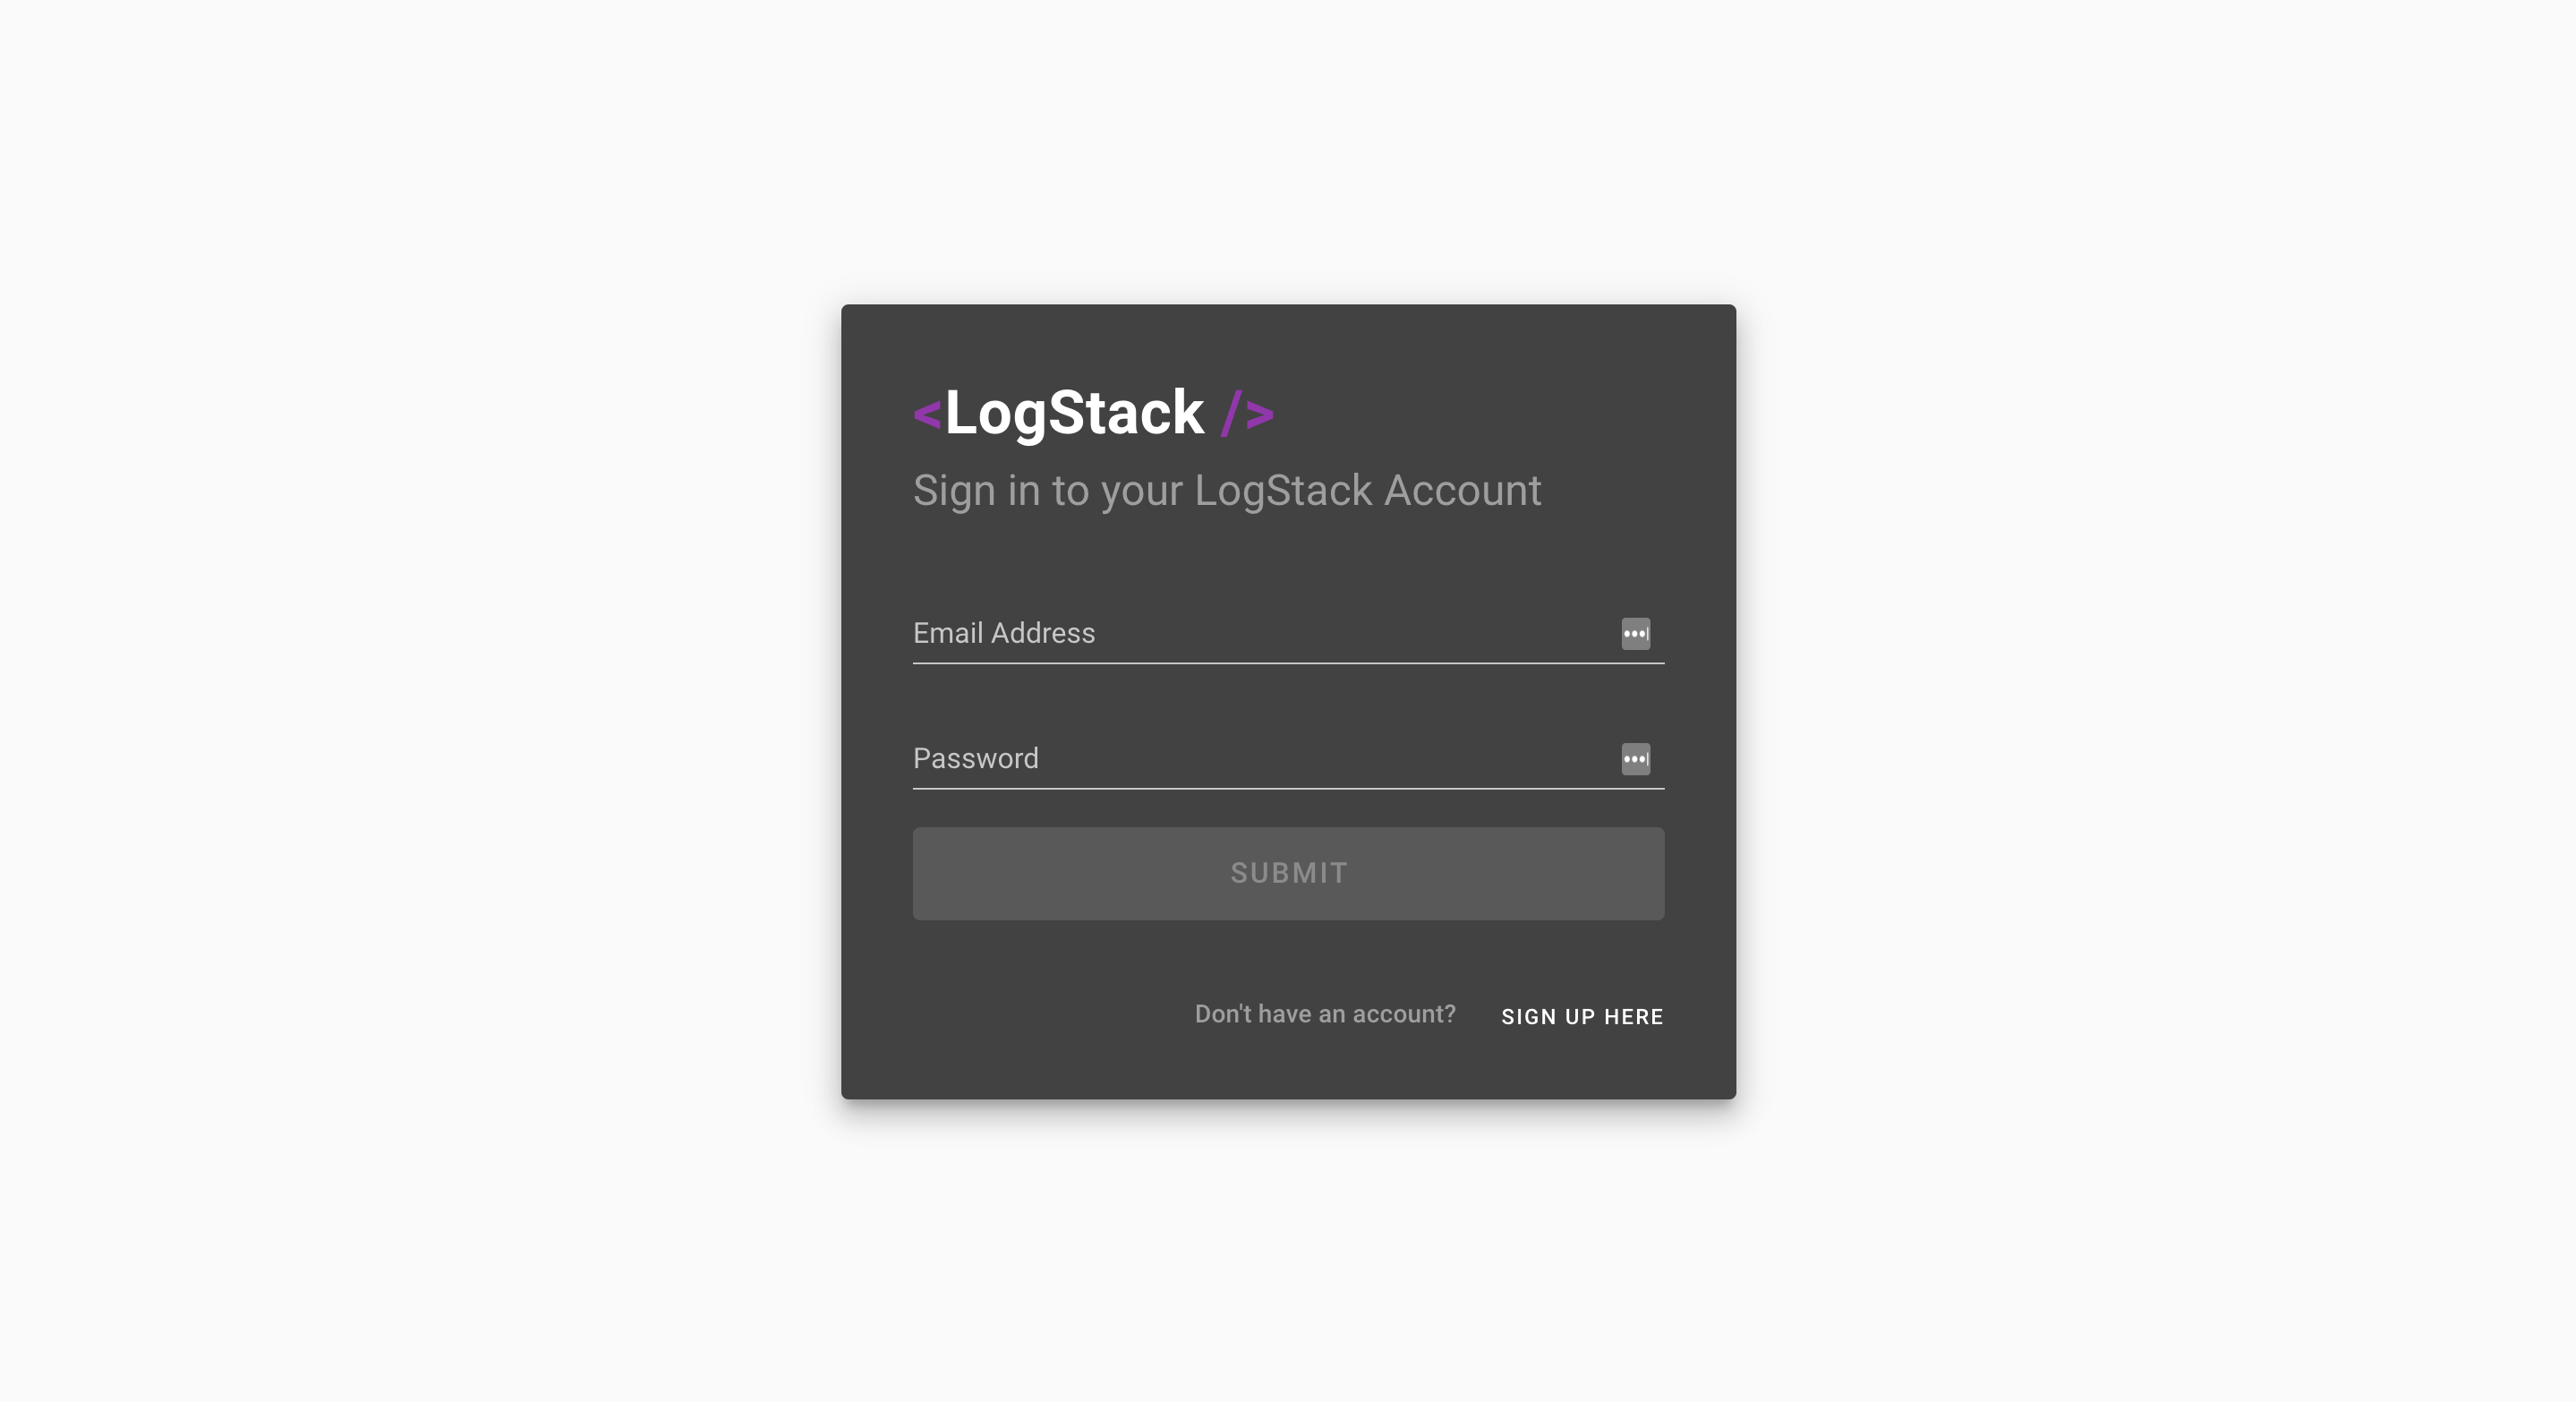 <LogStack />
Sign in to your LogStack Account
Email Address
Password
SUBMIT
Don't have an account? SIGN UP HERE